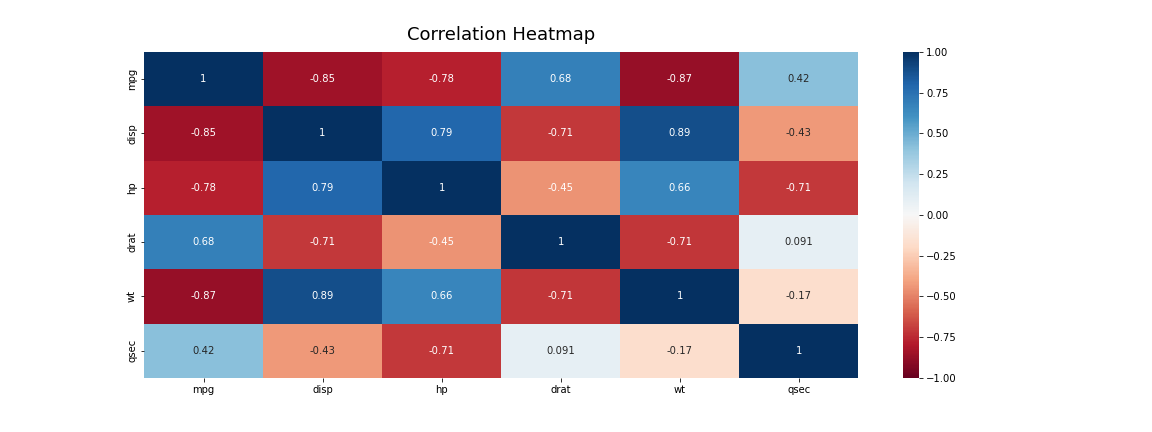 Correlation Heatmap
mpg 1 -0.85 -0.78 0.68 -0.87 0.42
disp -0.85 1 0.79 -0.71 0.89 -0.43
hp -0.78 0.79 1 -0.45 0.66 -0.71
drat 0.68 -0.71 -0.45 1 -0.71 0.091
wt -0.87 0.89 0.66 -0.71 1 -0.17
qsec 0.42 -0.43 -0.71 0.091 -0.17 1
mpg disp hp drat wt qsec
1.00
0.75
0.50
0.25
0.00
−0.25
−0.50
−0.75
−1.00